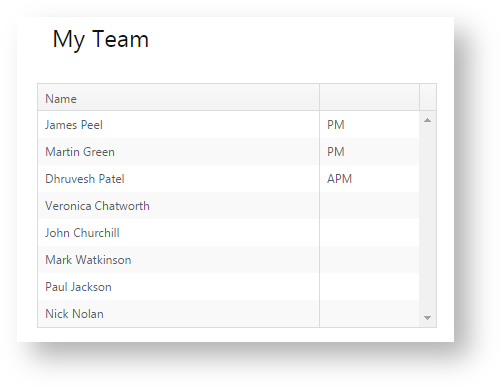 My Team
Name
James Peel PM
Martin Green PM
Dhruvesh Patel APM
Veronica Chatworth
John Churchill
Mark Watkinson
Paul Jackson
Nick Nolan